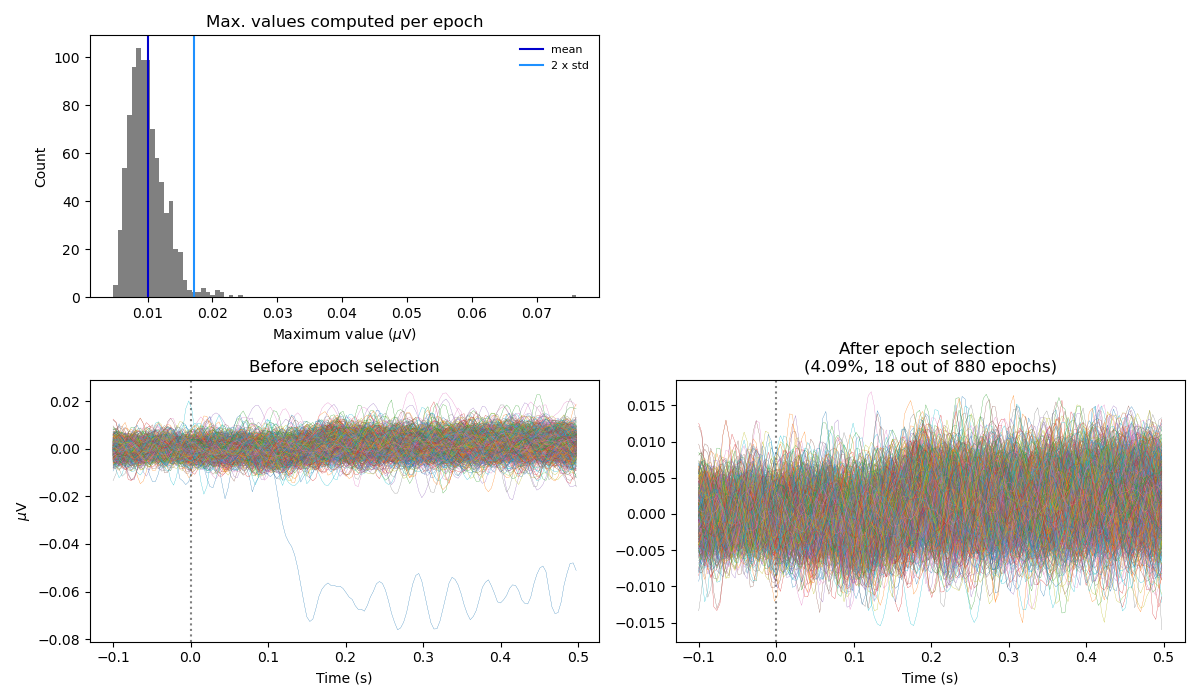 Max. values computed per epoch
mean
2 x std
Count
100
80
60
40
20
0
0.01 0.02 0.03 0.04 0.05 0.06 0.07
Maximum value (μV)
Before epoch selection
μV
0.02
0.00
−0.02
−0.04
−0.06
−0.08
−0.1 0.0 0.1 0.2 0.3 0.4 0.5
Time (s)
After epoch selection
(4.09%, 18 out of 880 epochs)
0.015
0.010
0.005
0.000
−0.005
−0.010
−0.015
−0.1 0.0 0.1 0.2 0.3 0.4 0.5
Time (s)